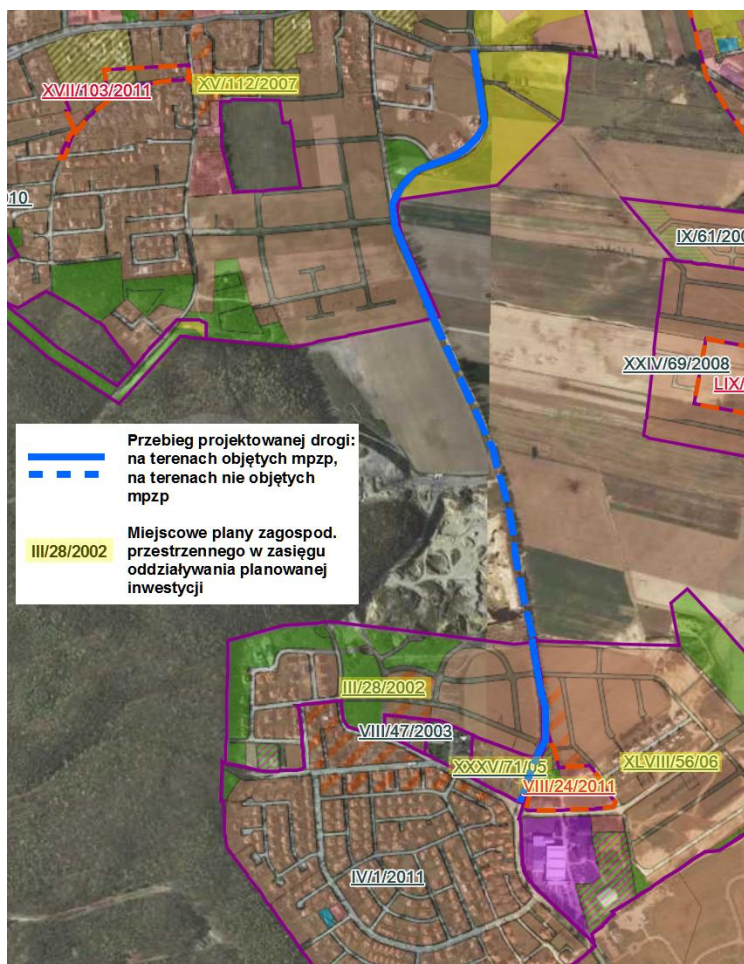 XVII/103/2011
XV/112/2007
010
IX/61/200
XXIV/69/2008
LIX/
Przebieg projektowanej drogi:
na terenach objętych mpzp,
na terenach nie objętych
mpzp
III/28/2002
Miejscowe plany zagospod.
przestrzennego w zasięgu
oddziaływania planowanej
inwestycji
III/28/2002
VIII/47/2003
XXXV/71/05
XLVIII/56/06
VIII/24/2011
IV/1/2011